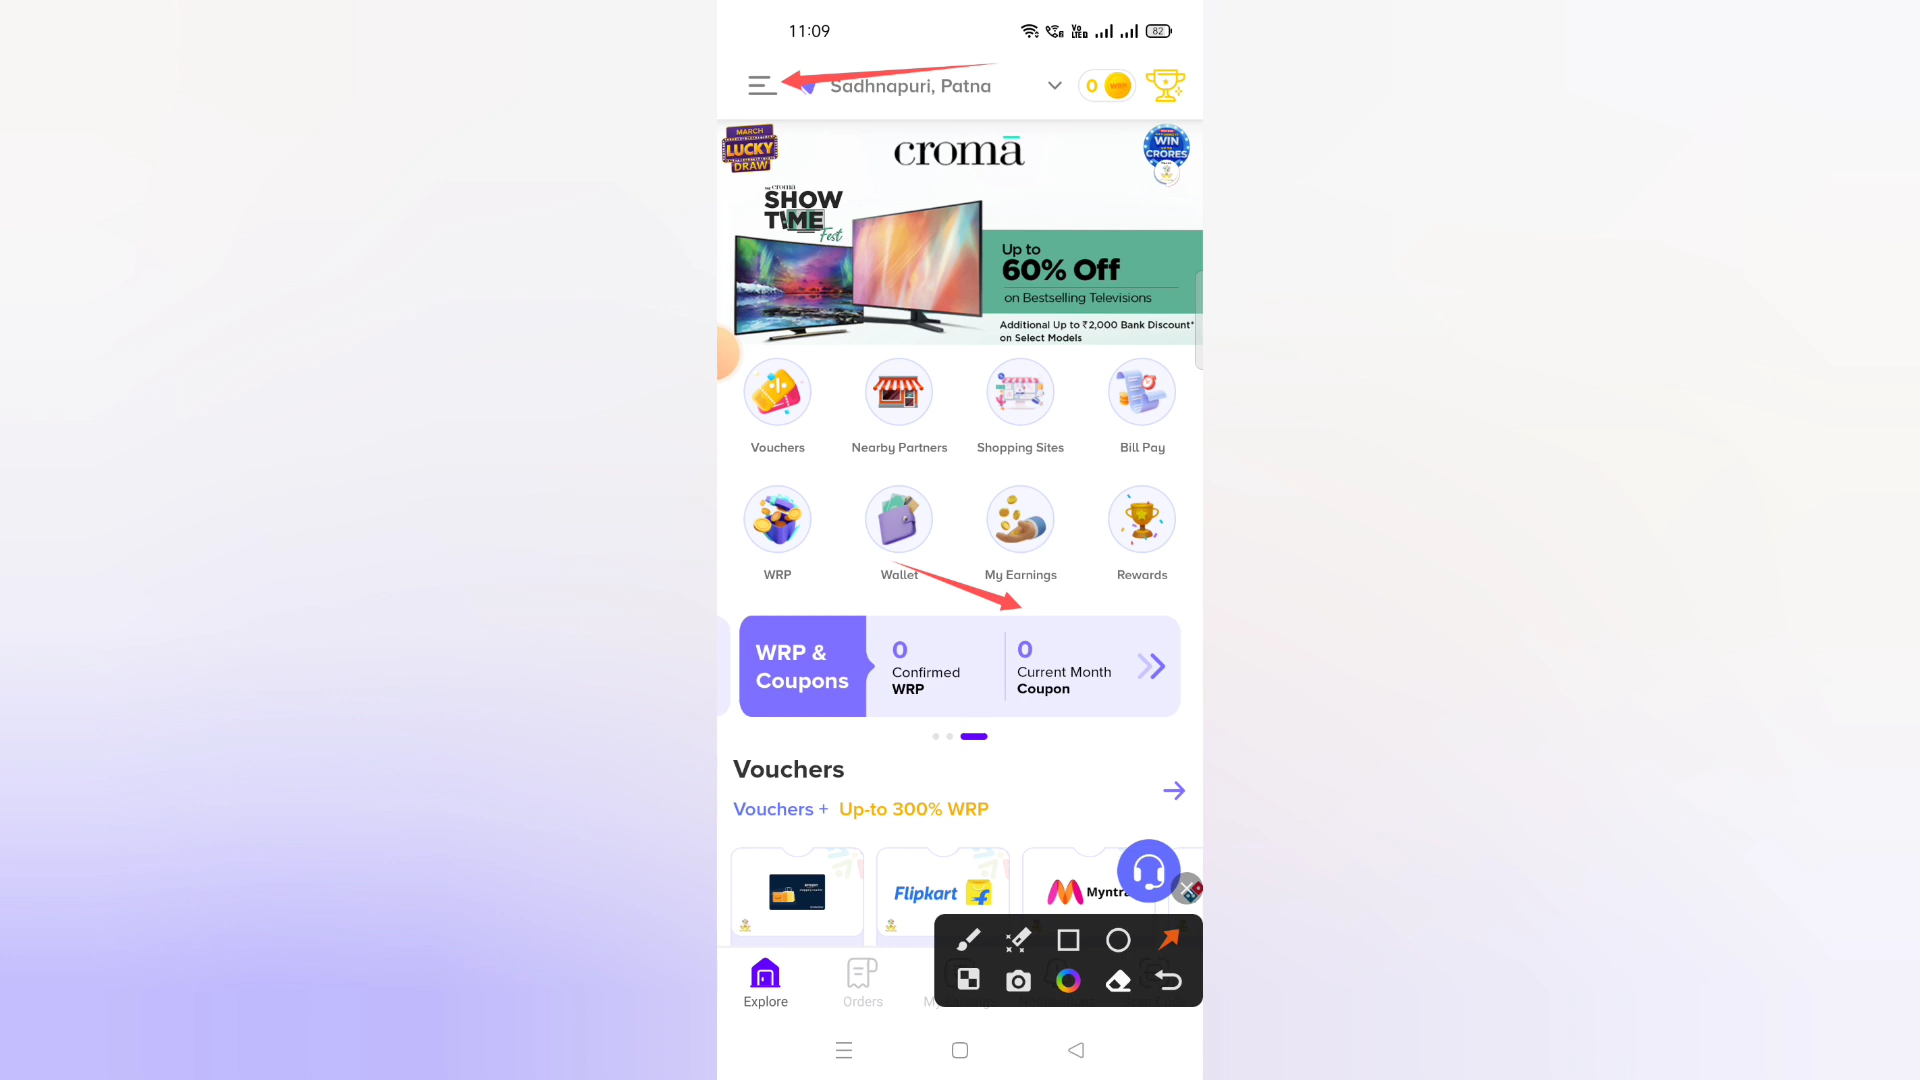 11:09
82
Sadhnapuri, Patna
0
WRP
MARCH
LUCKY
DRAW
cromā
WIN
CRORES
croma
SHOW
TIME
Fest
Up to
60% Off
on Bestselling Televisions
Additional Up to ₹2,000 Bank Discount*
on Select Models
Vouchers
Nearby Partners
Shopping Sites
Bill Pay
WRP
Wallet
My Earnings
Rewards
WRP &
Coupons
0
Confirmed
WRP
0
Current Month
Coupon
Vouchers
Vouchers + Up-to 300% WRP
Flipkart
Myntra
Explore
Orders